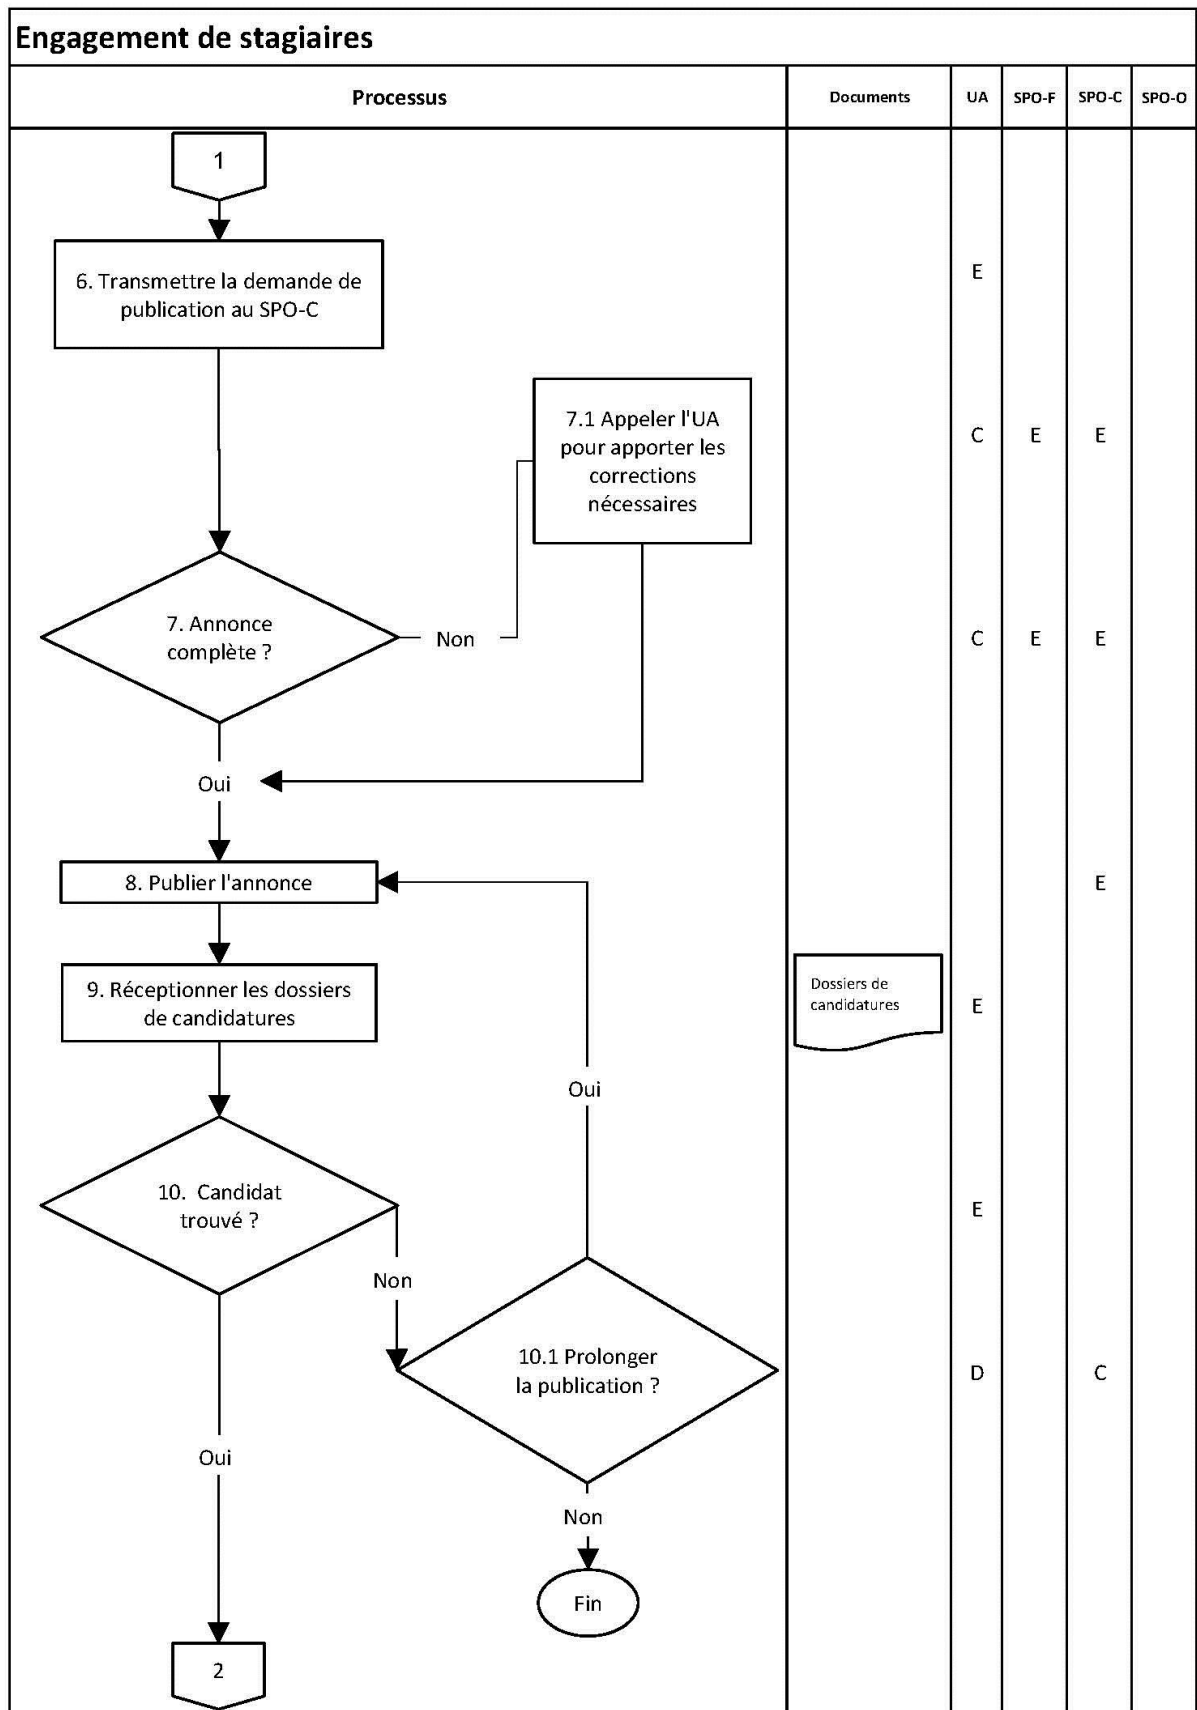 Engagement de stagiaires
Processus
Documents
UA
SPO-F
SPO-C
SPO-O
1
6. Transmettre la demande de
publication au SPO-C
E
7.1 Appeler l'UA
pour apporter les
corrections
nécessaires
C
E
E
7. Annonce
complète ?
Non
C
E
E
Oui
8. Publier l'annonce
E
9. Réceptionner les dossiers
de candidatures
Dossiers de
candidatures
E
Oui
10. Candidat
trouvé ?
E
Non
10.1 Prolonger
la publication ?
D
C
Oui
Non
Fin
2